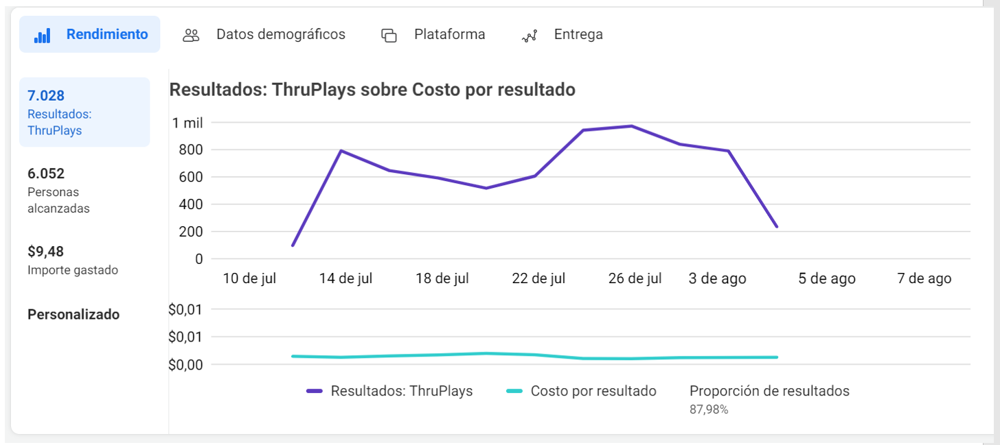 Rendimiento
Datos demográficos
Plataforma
Entrega
7.028
Resultados:
ThruPlays
6.052
Personas
alcanzadas
$9,48
Importe gastado
Personalizado
Resultados: ThruPlays sobre Costo por resultado
1 mil
800
600
400
200
0
10 de jul
14 de jul
18 de jul
22 de jul
26 de jul
3 de ago
5 de ago
7 de ago
$0,01
$0,01
$0,00
Resultados: ThruPlays
Costo por resultado
Proporción de resultados
87,98%